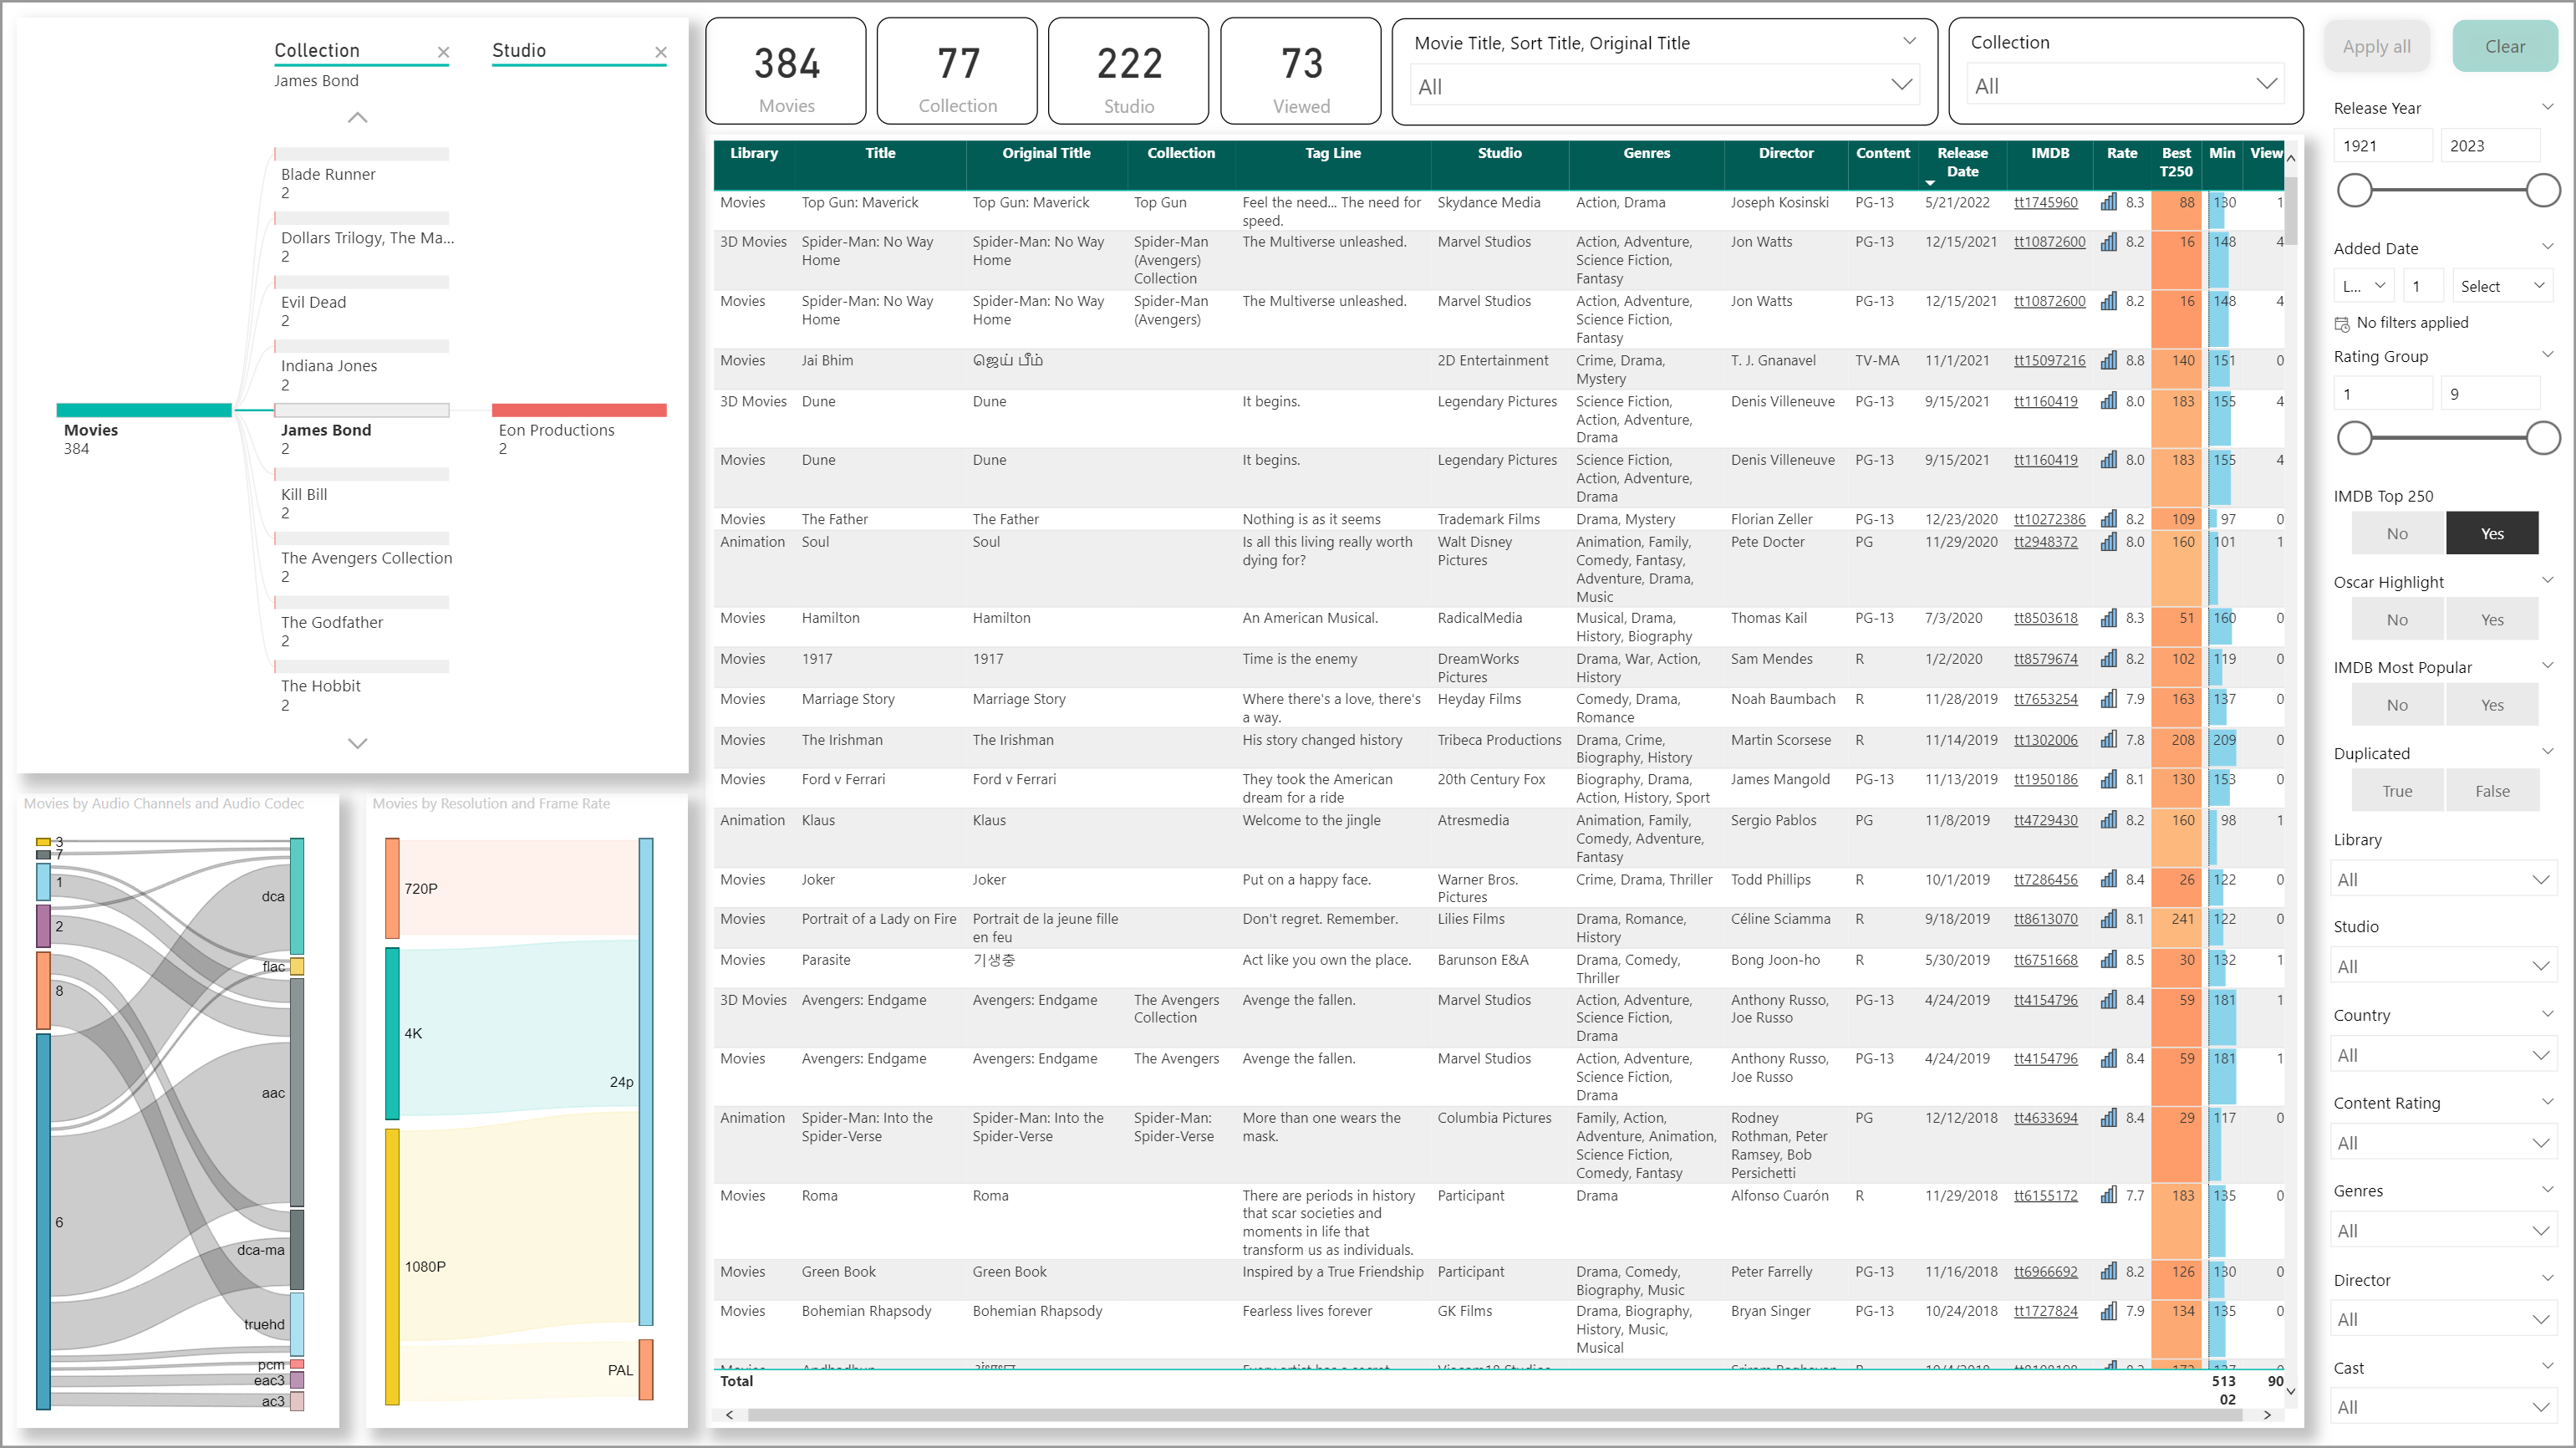 Collection
Studio
James Bond
Blade Runner
2
Dollars Trilogy, The Ma...
2
Evil Dead
2
Indiana Jones
2
Movies
384
James Bond
2
Eon Productions
2
Kill Bill
2
The Avengers Collection
2
The Godfather
2
The Hobbit
2
Movies by Audio Channels and Audio Codec
3
7
1
2
8
6
dca
flac
aac
dca-ma
truehd
pcm
eac3
ac3
Movies by Resolution and Frame Rate
720P
4K
1080P
24p
PAL
384
Movies
77
Collection
222
Studio
73
Viewed
Movie Title, Sort Title, Original Title
All
Collection
All
Apply all
Clear
Library Title Original Title Collection Tag Line Studio Genres Director Content Release IMDB Rate Best Min View
Date T250
Movies Top Gun: Maverick Top Gun: Maverick Top Gun Feel the need... The need for Skydance Media Action, Drama Joseph Kosinski PG-13 5/21/2022 tt1745960 8.3 88 130 1
speed.
3D Movies Spider-Man: No Way Spider-Man: No Way Spider-Man The Multiverse unleashed. Marvel Studios Action, Adventure, Jon Watts PG-13 12/15/2021 tt10872600 8.2 16 148 4
Home Home (Avengers) Science Fiction,
Collection Fantasy
Movies Spider-Man: No Way Spider-Man: No Way Spider-Man The Multiverse unleashed. Marvel Studios Action, Adventure, Jon Watts PG-13 12/15/2021 tt10872600 8.2 16 148 4
Home Home (Avengers) Science Fiction,
Fantasy
Movies Jai Bhim ஜெய் பீம் 2D Entertainment Crime, Drama, T. J. Gnanavel TV-MA 11/1/2021 tt15097216 8.8 140 151 0
Mystery
3D Movies Dune Dune It begins. Legendary Pictures Science Fiction, Denis Villeneuve PG-13 9/15/2021 tt1160419 8.0 183 155 4
Action, Adventure,
Drama
Movies Dune Dune It begins. Legendary Pictures Science Fiction, Denis Villeneuve PG-13 9/15/2021 tt1160419 8.0 183 155 4
Action, Adventure,
Drama
Movies The Father The Father Nothing is as it seems Trademark Films Drama, Mystery Florian Zeller PG-13 12/23/2020 tt10272386 8.2 109 97 0
Animation Soul Soul Is all this living really worth Walt Disney Animation, Family, Pete Docter PG 11/29/2020 tt2948372 8.0 160 101 1
dying for? Pictures Comedy, Fantasy,
Adventure, Drama,
Music
Movies Hamilton Hamilton An American Musical. RadicalMedia Musical, Drama, Thomas Kail PG-13 7/3/2020 tt8503618 8.3 51 160 0
History, Biography
Movies 1917 1917 Time is the enemy DreamWorks Drama, War, Action, Sam Mendes R 1/2/2020 tt8579674 8.2 102 119 0
Pictures History
Movies Marriage Story Marriage Story Where there's a love, there's Heyday Films Comedy, Drama, Noah Baumbach R 11/28/2019 tt7653254 7.9 163 137 0
a way. Romance
Movies The Irishman The Irishman His story changed history Tribeca Productions Drama, Crime, Martin Scorsese R 11/14/2019 tt1302006 7.8 208 209 0
Biography, History
Movies Ford v Ferrari Ford v Ferrari They took the American 20th Century Fox Biography, Drama, James Mangold PG-13 11/13/2019 tt1950186 8.1 130 153 0
dream for a ride Action, History, Sport
Animation Klaus Klaus Welcome to the jingle Atresmedia Animation, Family, Sergio Pablos PG 11/8/2019 tt4729430 8.2 160 98 1
Comedy, Adventure,
Fantasy
Movies Joker Joker Put on a happy face. Warner Bros. Crime, Drama, Thriller Todd Phillips R 10/1/2019 tt7286456 8.4 26 122 0
Pictures
Movies Portrait of a Lady on Fire Portrait de la jeune fille Don't regret. Remember. Lilies Films Drama, Romance, Céline Sciamma R 9/18/2019 tt8613070 8.1 241 122 0
en feu History
Movies Parasite 기생충 Act like you own the place. Barunson E&A Drama, Comedy, Bong Joon-ho R 5/30/2019 tt6751668 8.5 30 132 1
Thriller
3D Movies Avengers: Endgame Avengers: Endgame The Avengers Avenge the fallen. Marvel Studios Action, Adventure, Anthony Russo, PG-13 4/24/2019 tt4154796 8.4 59 181 1
Collection Science Fiction, Joe Russo
Drama
Movies Avengers: Endgame Avengers: Endgame The Avengers Avenge the fallen. Marvel Studios Action, Adventure, Anthony Russo, PG-13 4/24/2019 tt4154796 8.4 59 181 1
Science Fiction, Joe Russo
Drama
Animation Spider-Man: Into the Spider-Man: Into the Spider-Man: More than one wears the Columbia Pictures Family, Action, Rodney PG 12/12/2018 tt4633694 8.4 29 117 0
Spider-Verse Spider-Verse Spider-Verse mask. Adventure, Animation, Rothman, Peter
Science Fiction, Ramsey, Bob
Comedy, Fantasy Persichetti
Movies Roma Roma There are periods in history Participant Drama Alfonso Cuarón R 11/29/2018 tt6155172 7.7 183 135 0
that scar societies and
moments in life that
transform us as individuals.
Movies Green Book Green Book Inspired by a True Friendship Participant Drama, Comedy, Peter Farrelly PG-13 11/16/2018 tt6966692 8.2 126 130 0
Biography, Music
Movies Bohemian Rhapsody Bohemian Rhapsody Fearless lives forever GK Films Drama, Biography, Bryan Singer PG-13 10/24/2018 tt1727824 7.9 134 135 0
History, Music,
Musical
Total 513 90
02
Release Year
1921 2023
Added Date
L... 1 Select
No filters applied
Rating Group
1 9
IMDB Top 250
No Yes
Oscar Highlight
No Yes
IMDB Most Popular
No Yes
Duplicated
True False
Library
All
Studio
All
Country
All
Content Rating
All
Genres
All
Director
All
Cast
All